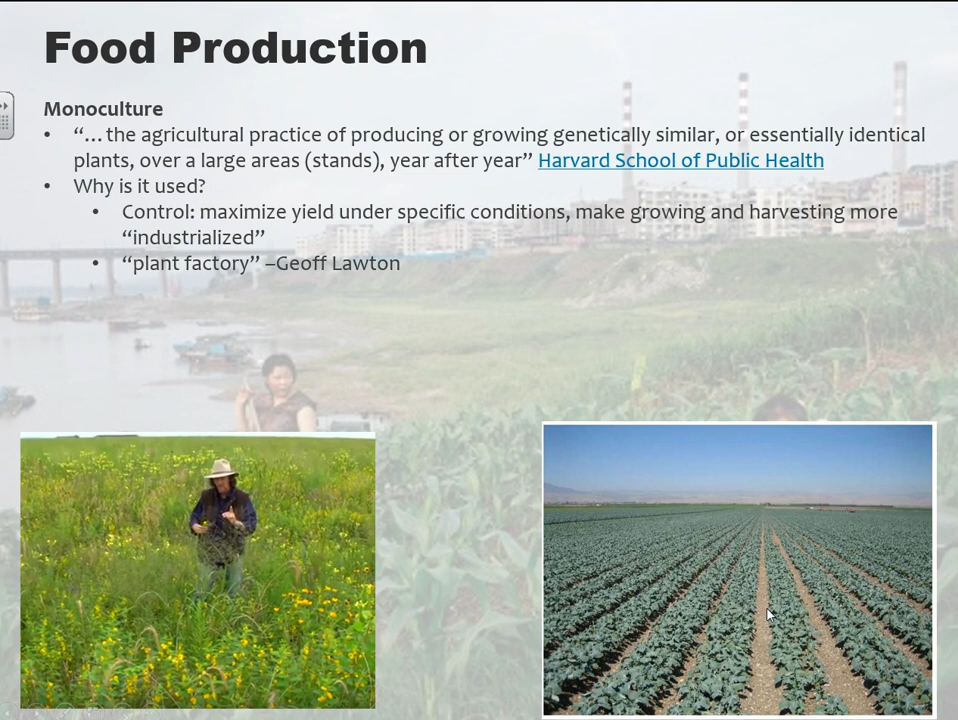 Food Production
Monoculture
• “…the agricultural practice of producing or growing genetically similar, or essentially identical
plants, over a large areas (stands), year after year” Harvard School of Public Health
• Why is it used?
• Control: maximize yield under specific conditions, make growing and harvesting more
“industrialized”
• “plant factory” –Geoff Lawton